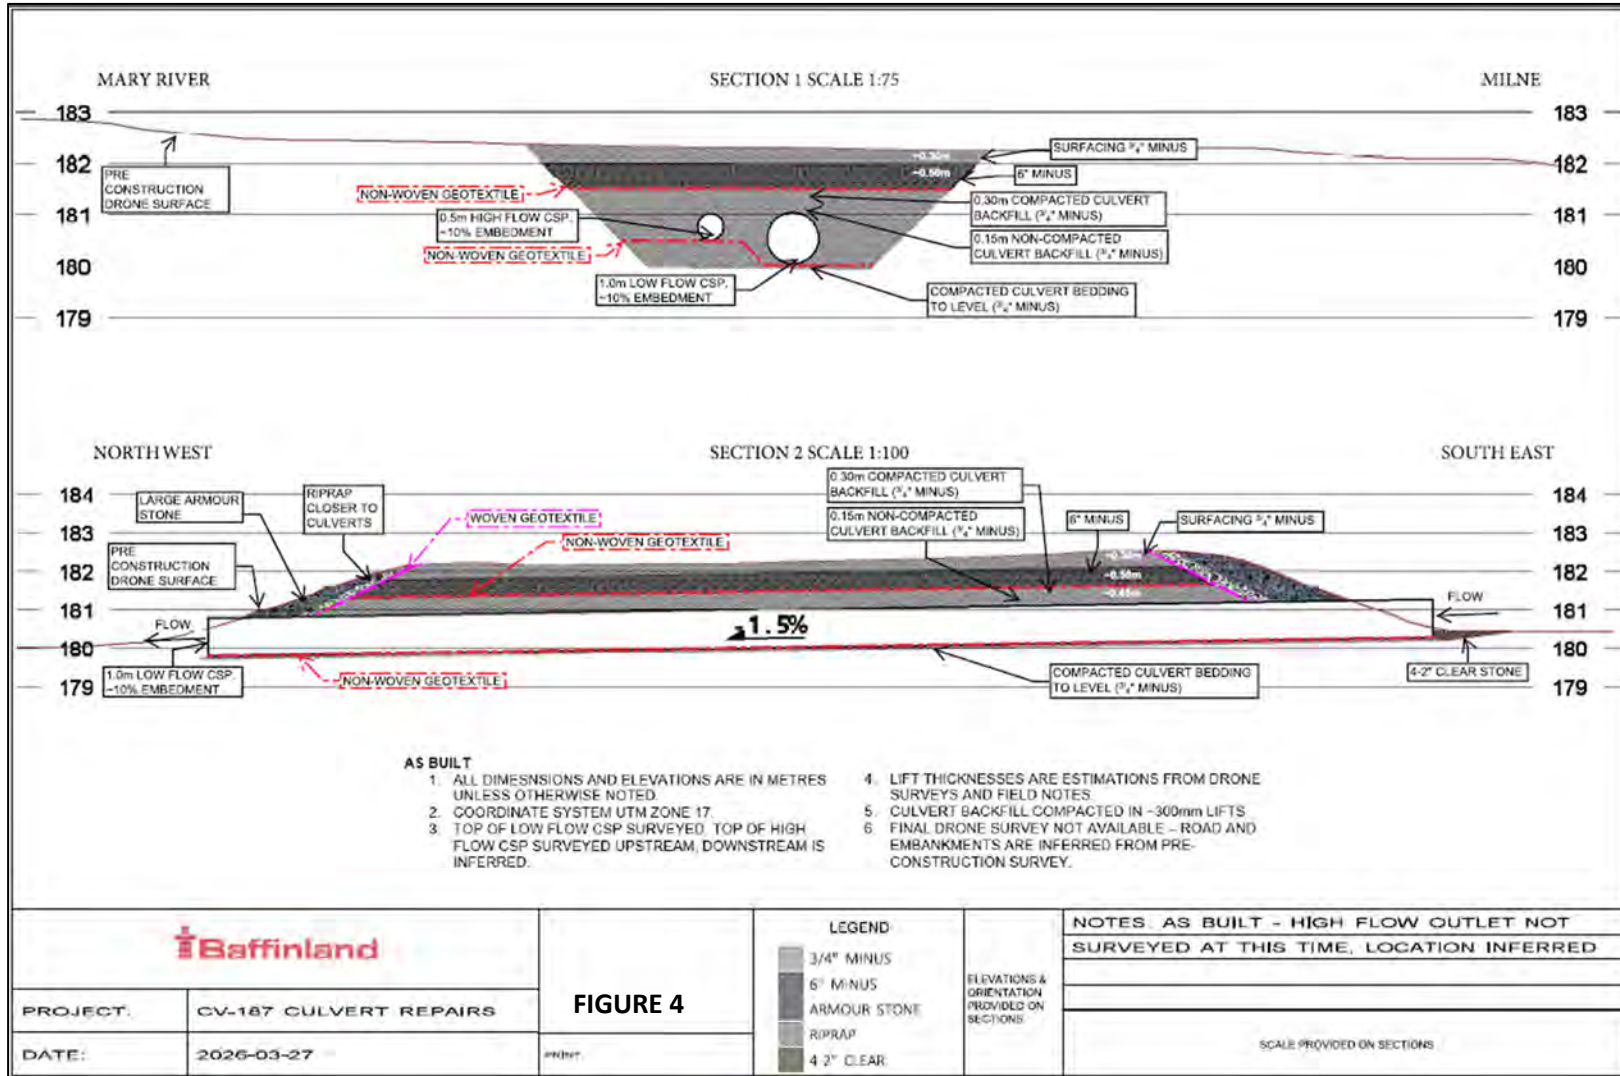 MARY RIVER
SECTION 1 SCALE 1:75
MILNE
183
183
182
182
181
181
180
180
179
179
PRE
CONSTRUCTION
DRONE SURFACE
NON-WOVEN GEOTEXTILE
0.5m HIGH FLOW CSP.
~10% EMBEDMENT
NON-WOVEN GEOTEXTILE
1.0m LOW FLOW CSP.
~10% EMBEDMENT
~0.30m
~0.50m
SURFACING ¾" MINUS
6" MINUS
0.30m COMPACTED CULVERT
BACKFILL (¾" MINUS)
0.15m NON-COMPACTED
CULVERT BACKFILL (¾" MINUS)
COMPACTED CULVERT BEDDING
TO LEVEL (¾" MINUS)
NORTH WEST
SECTION 2 SCALE 1:100
SOUTH EAST
184
184
183
183
182
182
181
181
180
180
179
179
LARGE ARMOUR
STONE
RIPRAP
CLOSER TO
CULVERTS
WOVEN GEOTEXTILE
NON-WOVEN GEOTEXTILE
PRE
CONSTRUCTION
DRONE SURFACE
0.30m COMPACTED CULVERT
BACKFILL (¾" MINUS)
0.15m NON-COMPACTED
CULVERT BACKFILL (¾" MINUS)
6" MINUS
SURFACING ¾" MINUS
~0.50m
~0.45m
FLOW
FLOW
1.5%
1.0m LOW FLOW CSP.
~10% EMBEDMENT
NON-WOVEN GEOTEXTILE
COMPACTED CULVERT BEDDING
TO LEVEL (¾" MINUS)
4-2" CLEAR STONE
AS BUILT
1. ALL DIMESNSIONS AND ELEVATIONS ARE IN METRES
UNLESS OTHERWISE NOTED.
2. COORDINATE SYSTEM UTM ZONE 17.
3. TOP OF LOW FLOW CSP SURVEYED, TOP OF HIGH
FLOW CSP SURVEYED UPSTREAM, DOWNSTREAM IS
INFERRED.
4. LIFT THICKNESSES ARE ESTIMATIONS FROM DRONE
SURVEYS AND FIELD NOTES.
5. CULVERT BACKFILL COMPACTED IN ~300mm LIFTS
6. FINAL DRONE SURVEY NOT AVAILABLE – ROAD AND
EMBANKMENTS ARE INFERRED FROM PRE-
CONSTRUCTION SURVEY.
Baffinland
PROJECT:
CV-187 CULVERT REPAIRS
DATE:
2026-03-27
FIGURE 4
LEGEND
3/4" MINUS
6" MINUS
ARMOUR STONE
RIPRAP
4-2" CLEAR
ELEVATIONS &
ORIENTATION
PROVIDED ON
SECTIONS
NOTES: AS BUILT - HIGH FLOW OUTLET NOT
SURVEYED AT THIS TIME, LOCATION INFERRED
SCALE PROVIDED ON SECTIONS